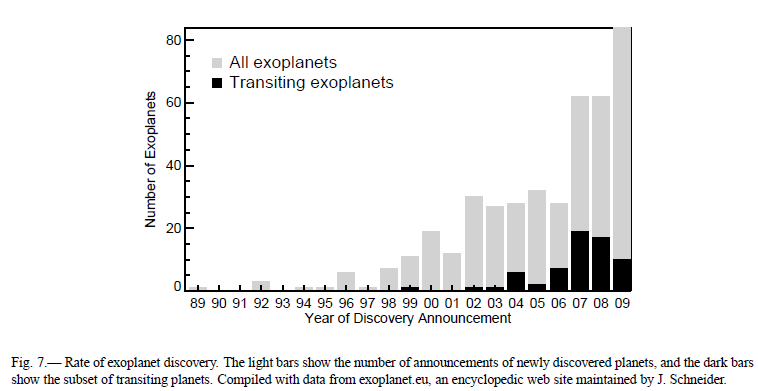 80
60
40
20
0
Number of Exoplanets
All exoplanets
Transiting exoplanets
89 90 91 92 93 94 95 96 97 98 99 00 01 02 03 04 05 06 07 08 09
Year of Discovery Announcement
Fig. 7.— Rate of exoplanet discovery. The light bars show the number of announcements of newly discovered planets, and the dark bars
show the subset of transiting planets. Compiled with data from exoplanet.eu, an encyclopedic web site maintained by J. Schneider.